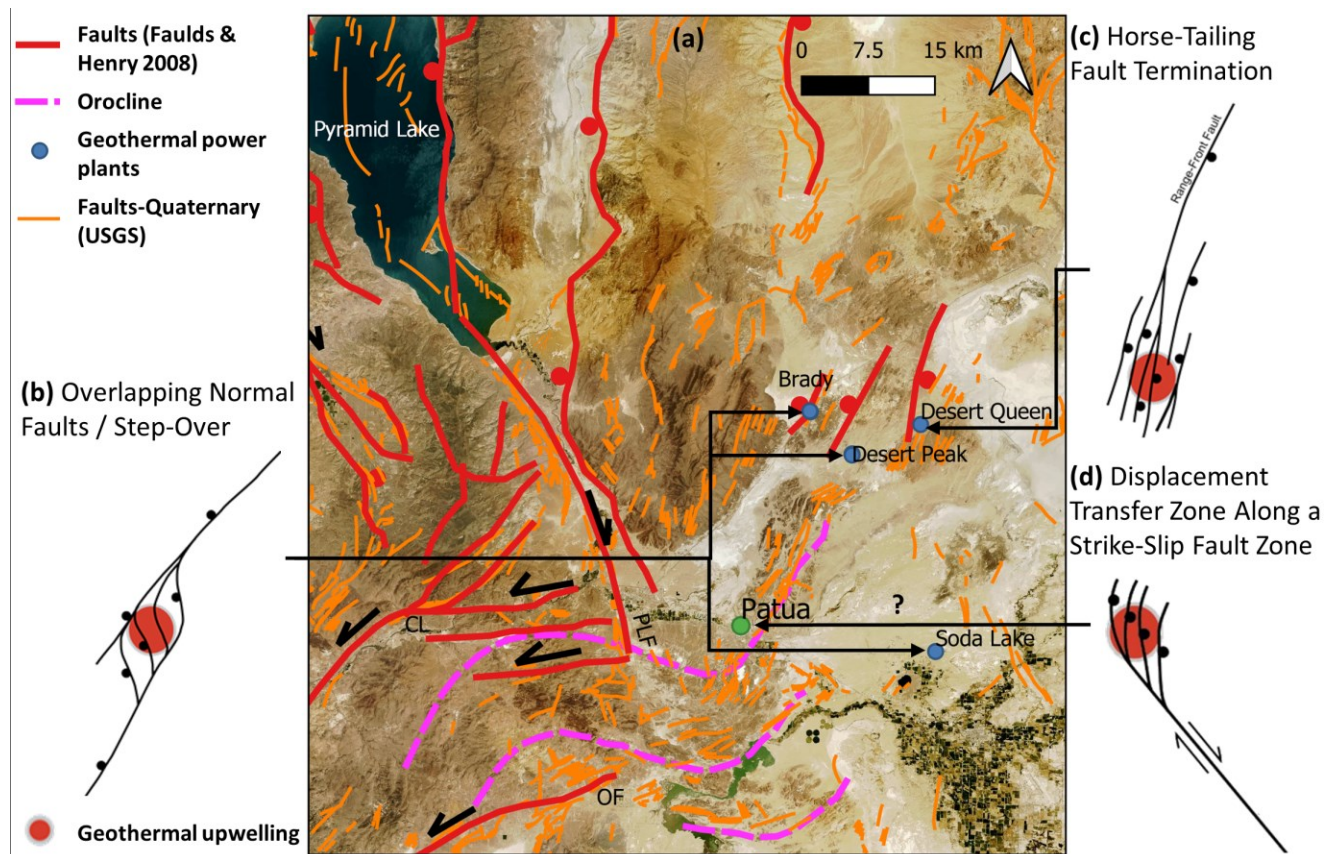 Faults (Faulds &
Henry 2008)
Orocline
Geothermal power
plants
Faults-Quaternary
(USGS)
(a)
0 7.5 15 km
Pyramid Lake
Brady
Desert Queen
Desert Peak
Patua
?
Soda Lake
CL
PLF
OF
(b) Overlapping Normal
Faults / Step-Over
Geothermal upwelling
(c) Horse-Tailing
Fault Termination
Range-Front Fault
(d) Displacement
Transfer Zone Along a
Strike-Slip Fault Zone